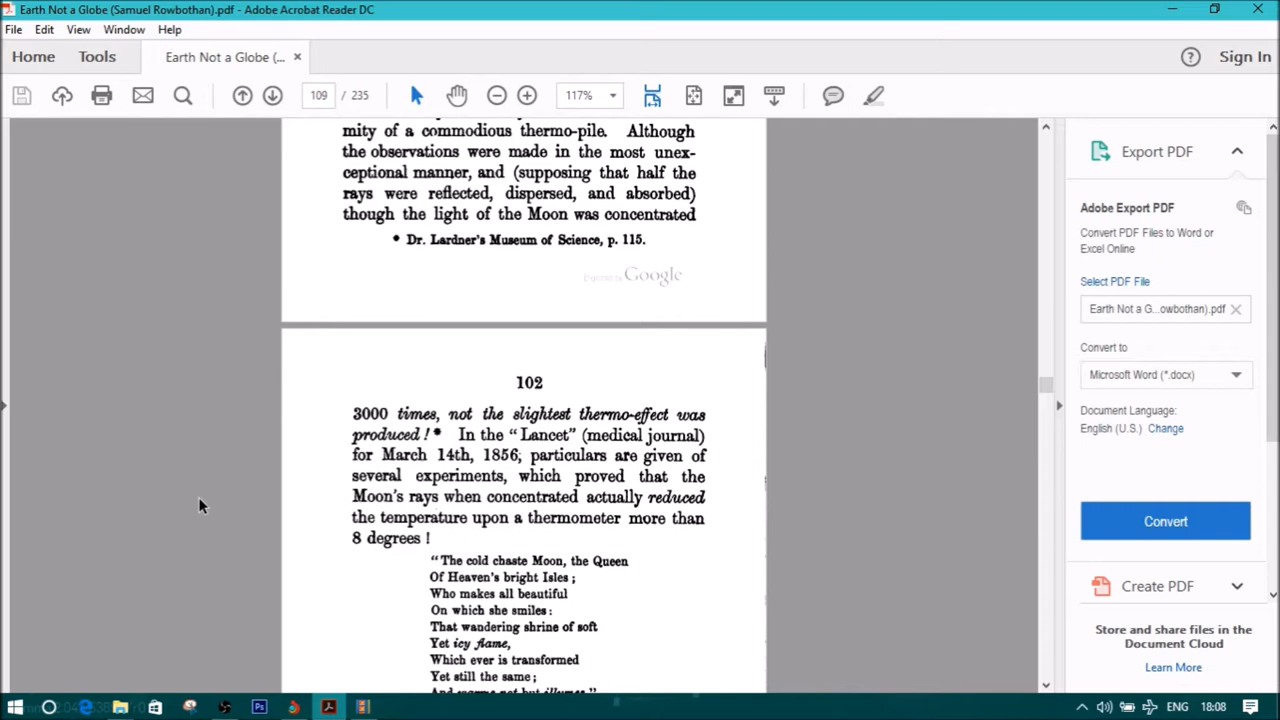 Earth Not a Globe (Samuel Rowbothan).pdf - Adobe Acrobat Reader DC
File Edit View Window Help
Home Tools Earth Not a Globe (... × Sign In
109 / 235 117%
mity of a commodious thermo-pile. Although
the observations were made in the most unex-
ceptional manner, and (supposing that half the
rays were reflected, dispersed, and absorbed)
though the light of the Moon was concentrated
* Dr. Lardner's Museum of Science, p. 115.
Digitized by Google
102
3000 times, not the slightest thermo-effect was
produced!* In the “Lancet” (medical journal)
for March 14th, 1856, particulars are given of
several experiments, which proved that the
Moon's rays when concentrated actually reduced
the temperature upon a thermometer more than
8 degrees!
“The cold chaste Moon, the Queen
Of Heaven's bright Isles;
Who makes all beautiful
On which she smiles:
That wandering shrine of soft
Yet icy flame,
Which ever is transformed
Yet still the same;
And warms not but illumes.”
Export PDF
Adobe Export PDF
Convert PDF Files to Word or
Excel Online
Select PDF File
Earth Not a G...owbothan).pdf
Convert to
Microsoft Word (*.docx)
Document Language:
English (U.S.) Change
Convert
Create PDF
Store and share files in the
Document Cloud
Learn More
ENG 18:08